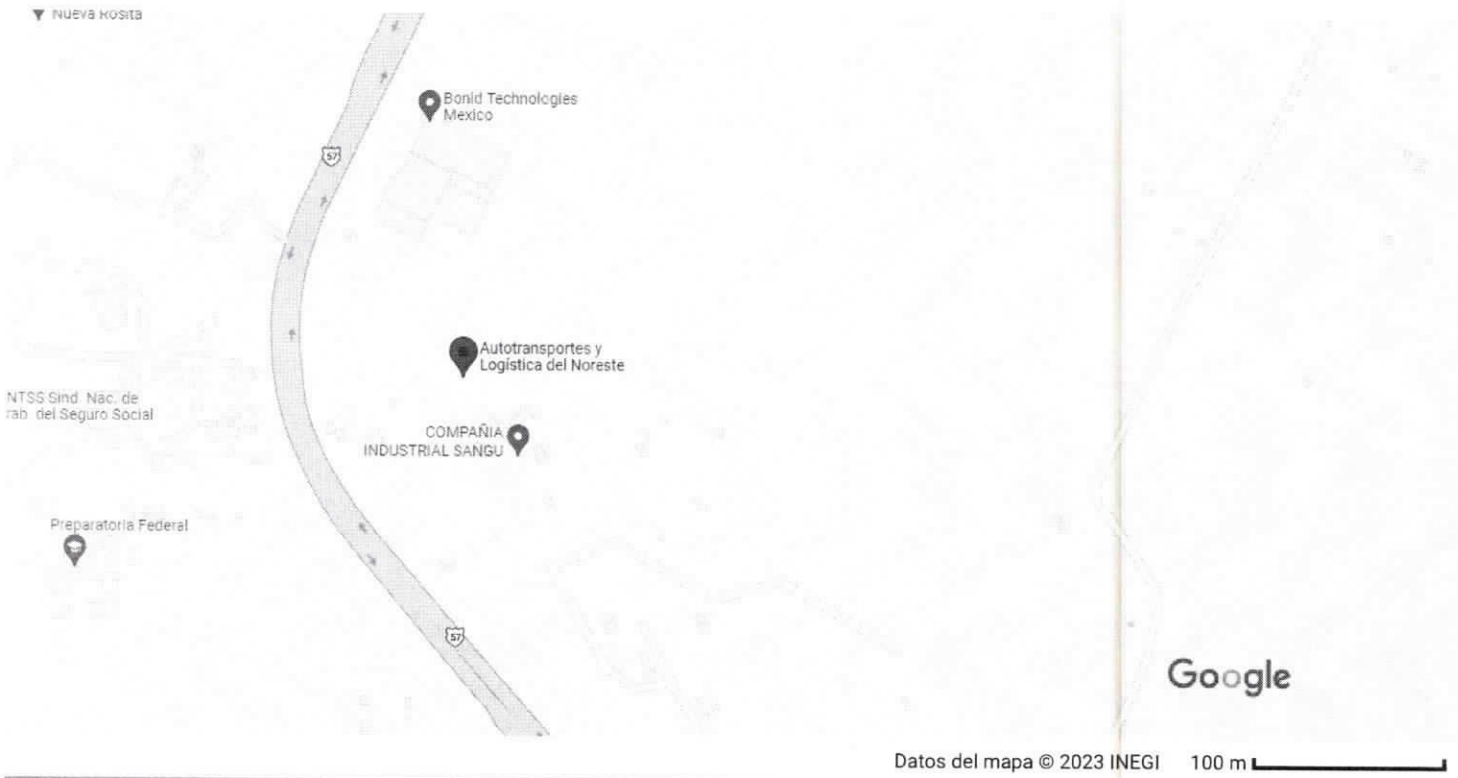 Nueva Rosita
Bonid Technologies
Mexico
57
Autotransportes y
Logística del Noreste
NTSS Sind. Nac. de
rab. del Seguro Social
COMPAÑIA
INDUSTRIAL SANGU
Preparatoria Federal
57
Google
Datos del mapa © 2023 INEGI 100 m